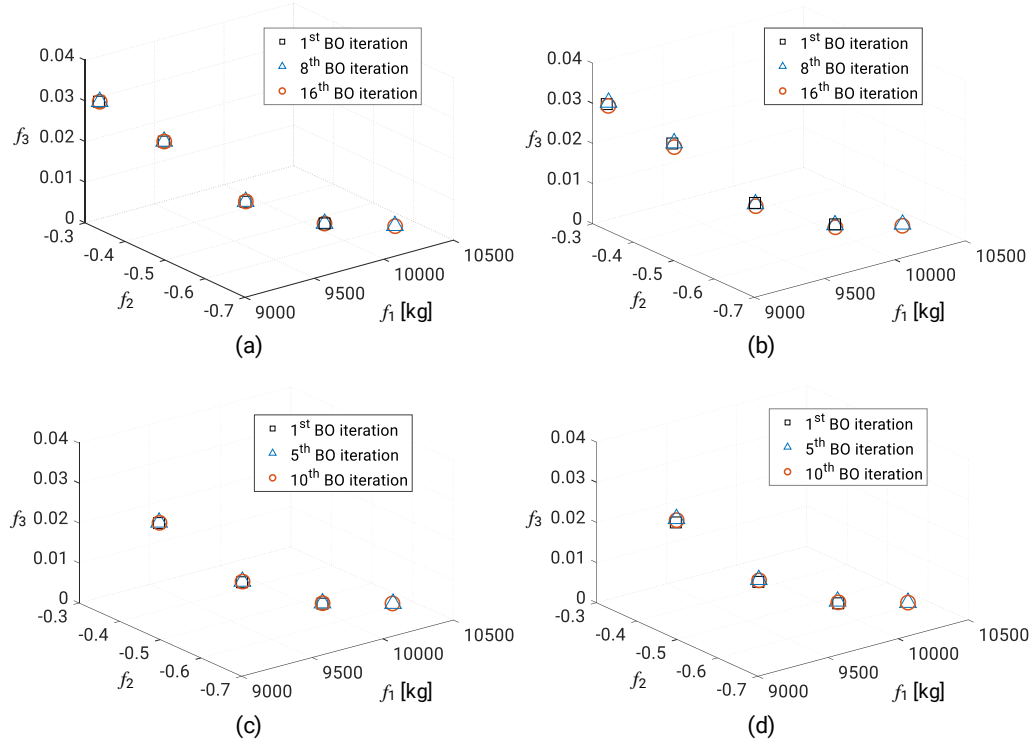 1st BO iteration
8th BO iteration
16th BO iteration
0.04
0.03
0.02
0.01
0
f3
-0.3
-0.4
-0.5
-0.6
-0.7
f2
9000
9500
10000
10500
f1 [kg]
(a)
1st BO iteration
8th BO iteration
16th BO iteration
0.04
0.03
0.02
0.01
0
f3
-0.3
-0.4
-0.5
-0.6
-0.7
f2
9000
9500
10000
10500
f1 [kg]
(b)
1st BO iteration
5th BO iteration
10th BO iteration
0.04
0.03
0.02
0.01
0
f3
-0.3
-0.4
-0.5
-0.6
-0.7
f2
9000
9500
10000
10500
f1 [kg]
(c)
1st BO iteration
5th BO iteration
10th BO iteration
0.04
0.03
0.02
0.01
0
f3
-0.3
-0.4
-0.5
-0.6
-0.7
f2
9000
9500
10000
10500
f1 [kg]
(d)